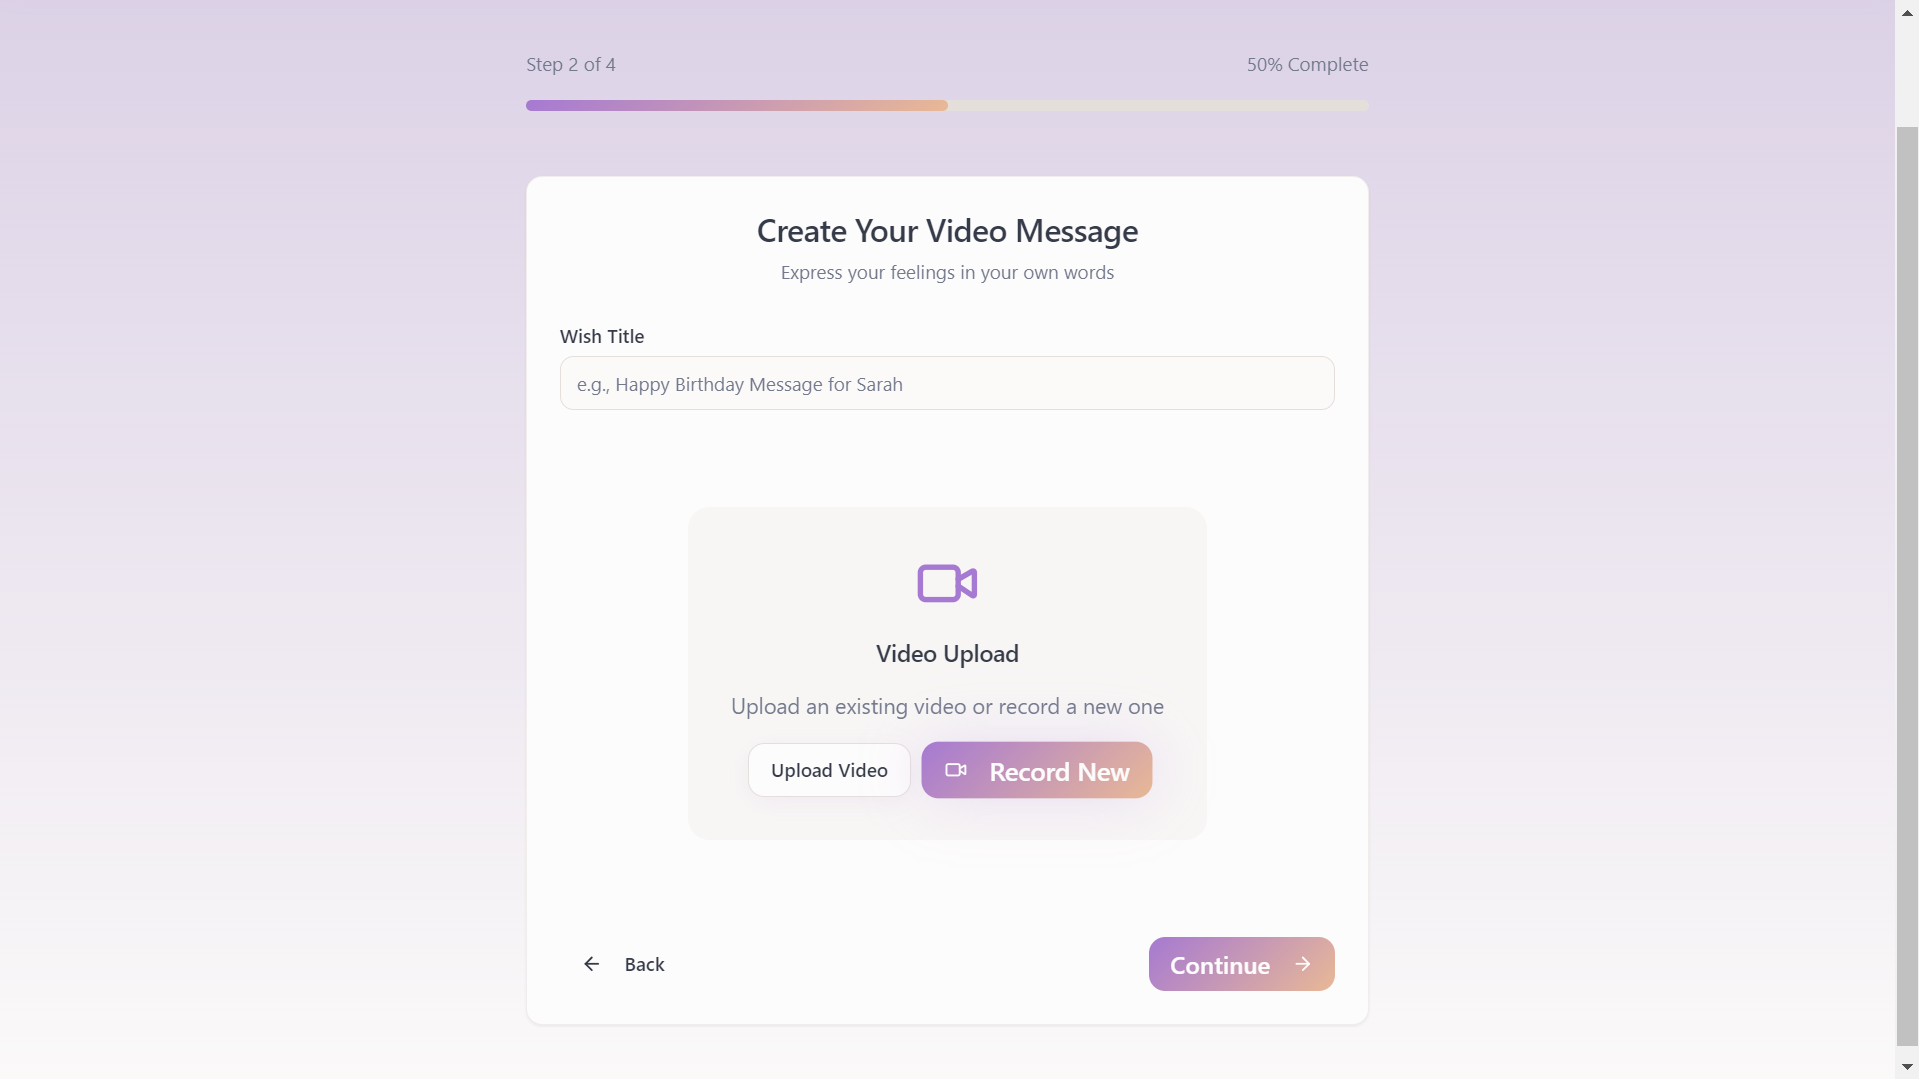 Step 2 of 4
50% Complete
Create Your Video Message
Express your feelings in your own words
Wish Title
e.g., Happy Birthday Message for Sarah
Video Upload
Upload an existing video or record a new one
Upload Video
Record New
Back
Continue